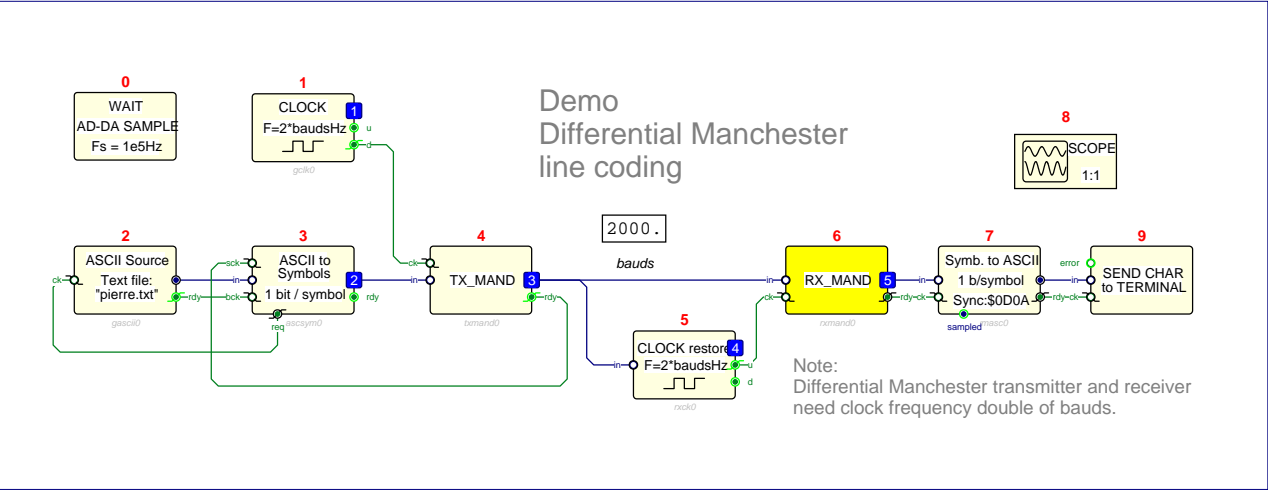 0
WAIT
AD-DA SAMPLE
Fs = 1e5Hz
1
CLOCK
1
F=2*baudsHz
u
d
gclk0
Demo
Differential Manchester
line coding
8
SCOPE
1:1
2000.
bauds
2
ASCII Source
ck
Text file:
"pierre.txt"
rdy
gascii0
3
sck
ASCII to
Symbols
in
2
bck
1 bit / symbol
rdy
ascsym0
req
4
ck
in
TX_MAND
3
rdy
txmand0
5
CLOCK restore
4
in
F=2*baudsHz
u
d
rxck0
6
in
RX_MAND
5
ck
rdy
rxmand0
7
Symb. to ASCII
in
1 b/symbol
ck
Sync:$0D0A
rdy
masc0
sampled
9
error
in
SEND CHAR
to TERMINAL
ck
Note:
Differential Manchester transmitter and receiver
need clock frequency double of bauds.